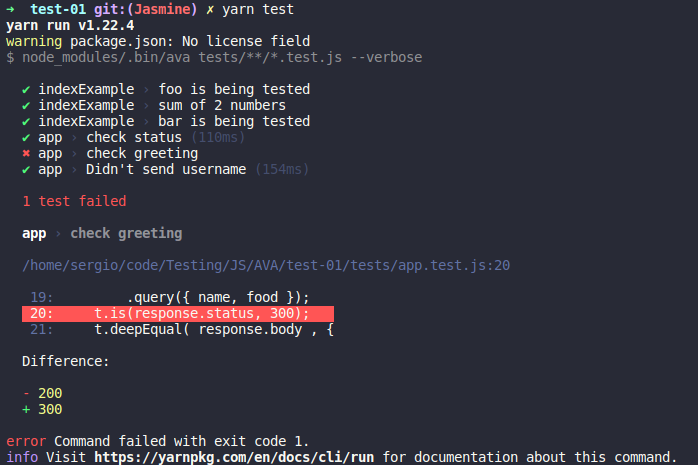 ➜  test-01 git:(Jasmine) ✗ yarn test
yarn run v1.22.4
warning package.json: No license field
$ node_modules/.bin/ava tests/**/*.test.js --verbose
✔ indexExample › foo is being tested
✔ indexExample › sum of 2 numbers
✔ indexExample › bar is being tested
✔ app › check status (110ms)
✖ app › check greeting
✔ app › Didn't send username (154ms)
1 test failed
app › check greeting
/home/sergio/code/Testing/JS/AVA/test-01/tests/app.test.js:20
19:         .query({ name, food });
20:     t.is(response.status, 300);
21:     t.deepEqual( response.body , {
Difference:
- 200
+ 300
error Command failed with exit code 1.
info Visit https://yarnpkg.com/en/docs/cli/run for documentation about this command.